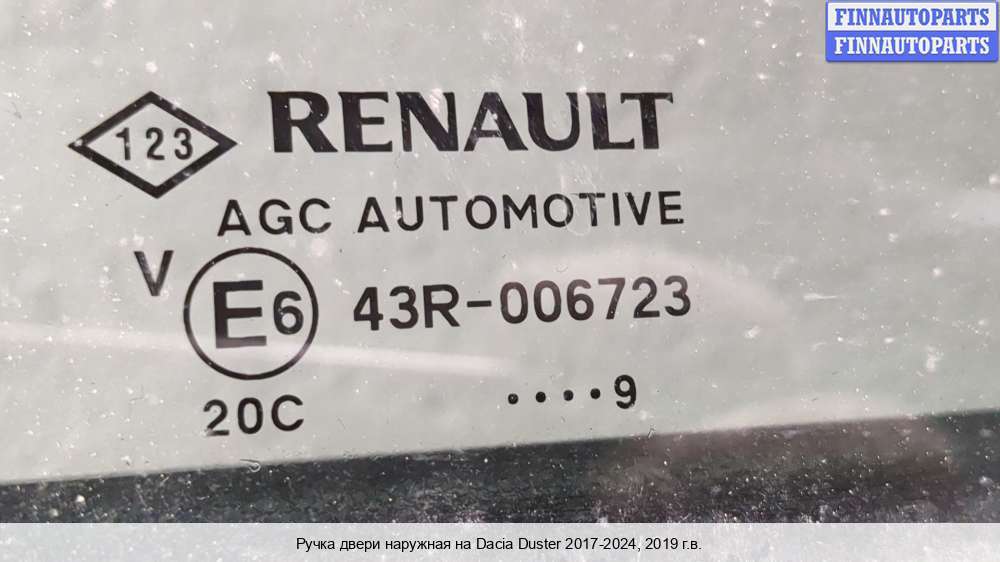 FINNAUTOPARTS
FINNAUTOPARTS
123
RENAULT
AGC AUTOMOTIVE
V
E6
43R-006723
20C
....9
Ручка двери наружная на Dacia Duster 2017-2024, 2019 г.в.